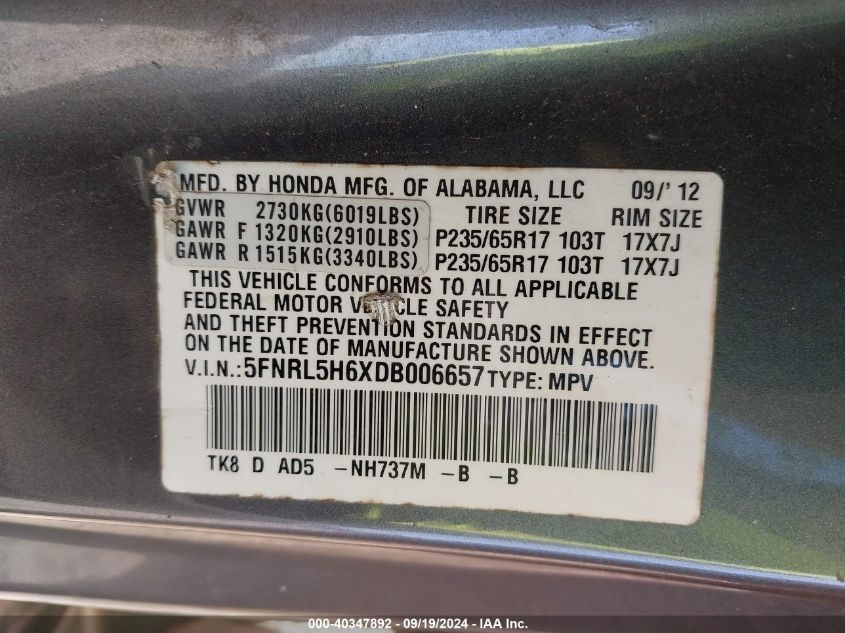 MFD. BY HONDA MFG. OF ALABAMA, LLC 09/' 12
GVWR 2730KG(6019LBS) TIRE SIZE RIM SIZE
GAWR F 1320KG(2910LBS) P235/65R17 103T 17X7J
GAWR R 1515KG(3340LBS) P235/65R17 103T 17X7J
THIS VEHICLE CONFORMS TO ALL APPLICABLE
FEDERAL MOTOR VE CLE SAFETY
AND THEFT PREVENTION STANDARDS IN EFFECT
ON THE DATE OF MANUFACTURE SHOWN ABOVE.
V.I.N.: 5FNRL5H6XDB006657 TYPE: MPV
TK8 D AD5 -NH737M -B -B
000-40347892 - 09/19/2024 - IAA Inc.